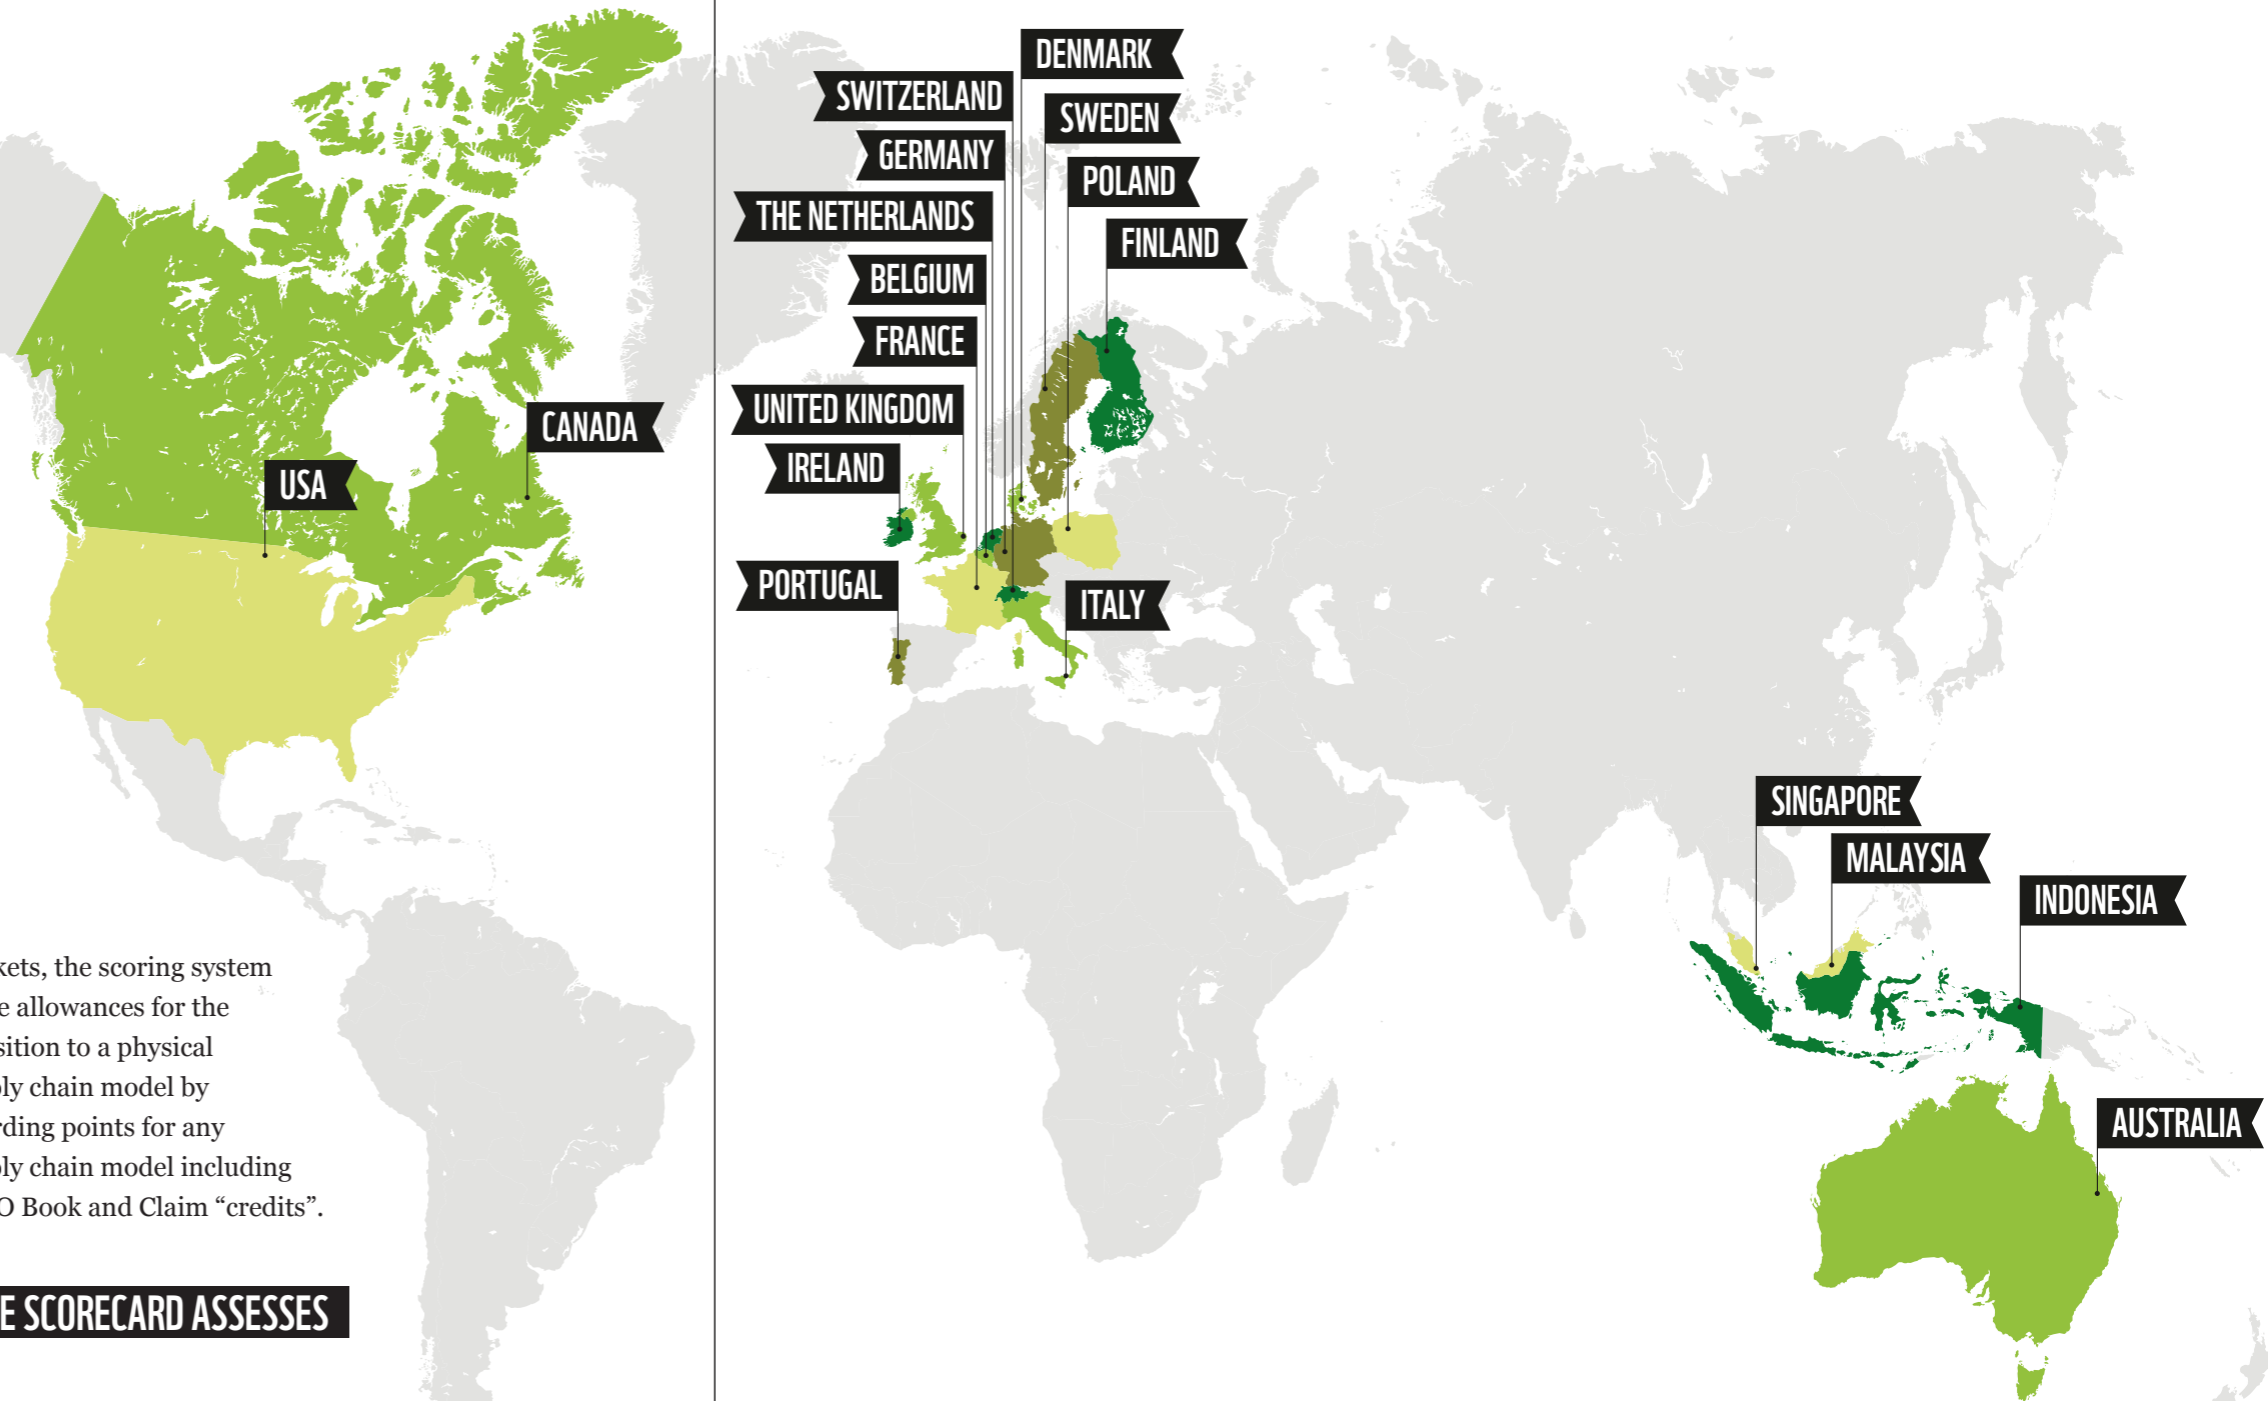 DENMARK
SWITZERLAND
SWEDEN
GERMANY
POLAND
THE NETHERLANDS
FINLAND
BELGIUM
FRANCE
UNITED KINGDOM
CANADA
IRELAND
USA
PORTUGAL
ITALY
SINGAPORE
MALAYSIA
INDONESIA
AUSTRALIA
kets, the scoring system
e allowances for the
sition to a physical
ly chain model by
rding points for any
ly chain model including
O Book and Claim “credits”.
E SCORECARD ASSESSES